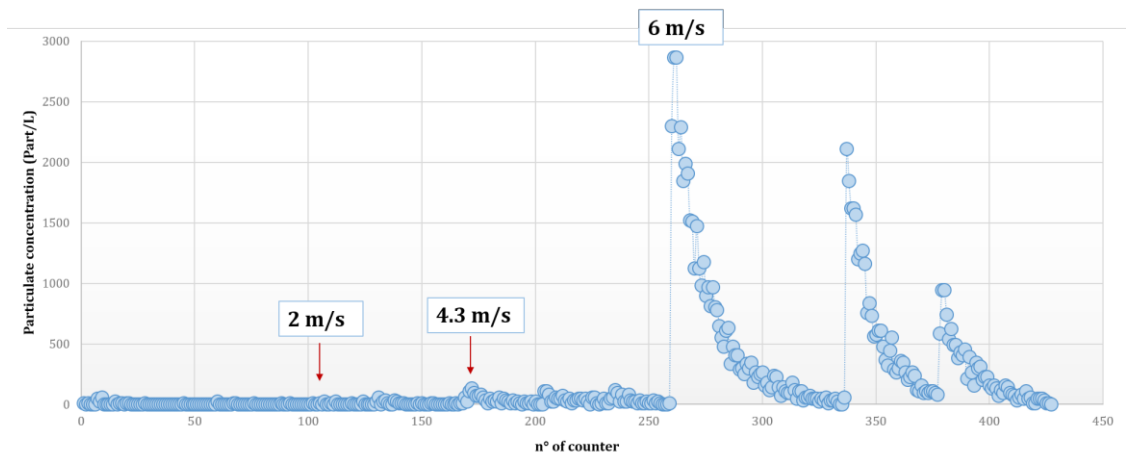 6 m/s
3000
2500
2000
1500
1000
500
0
Particulate concentration (Part/L)
2 m/s
4.3 m/s
0 50 100 150 200 250 300 350 400 450
n° of counter